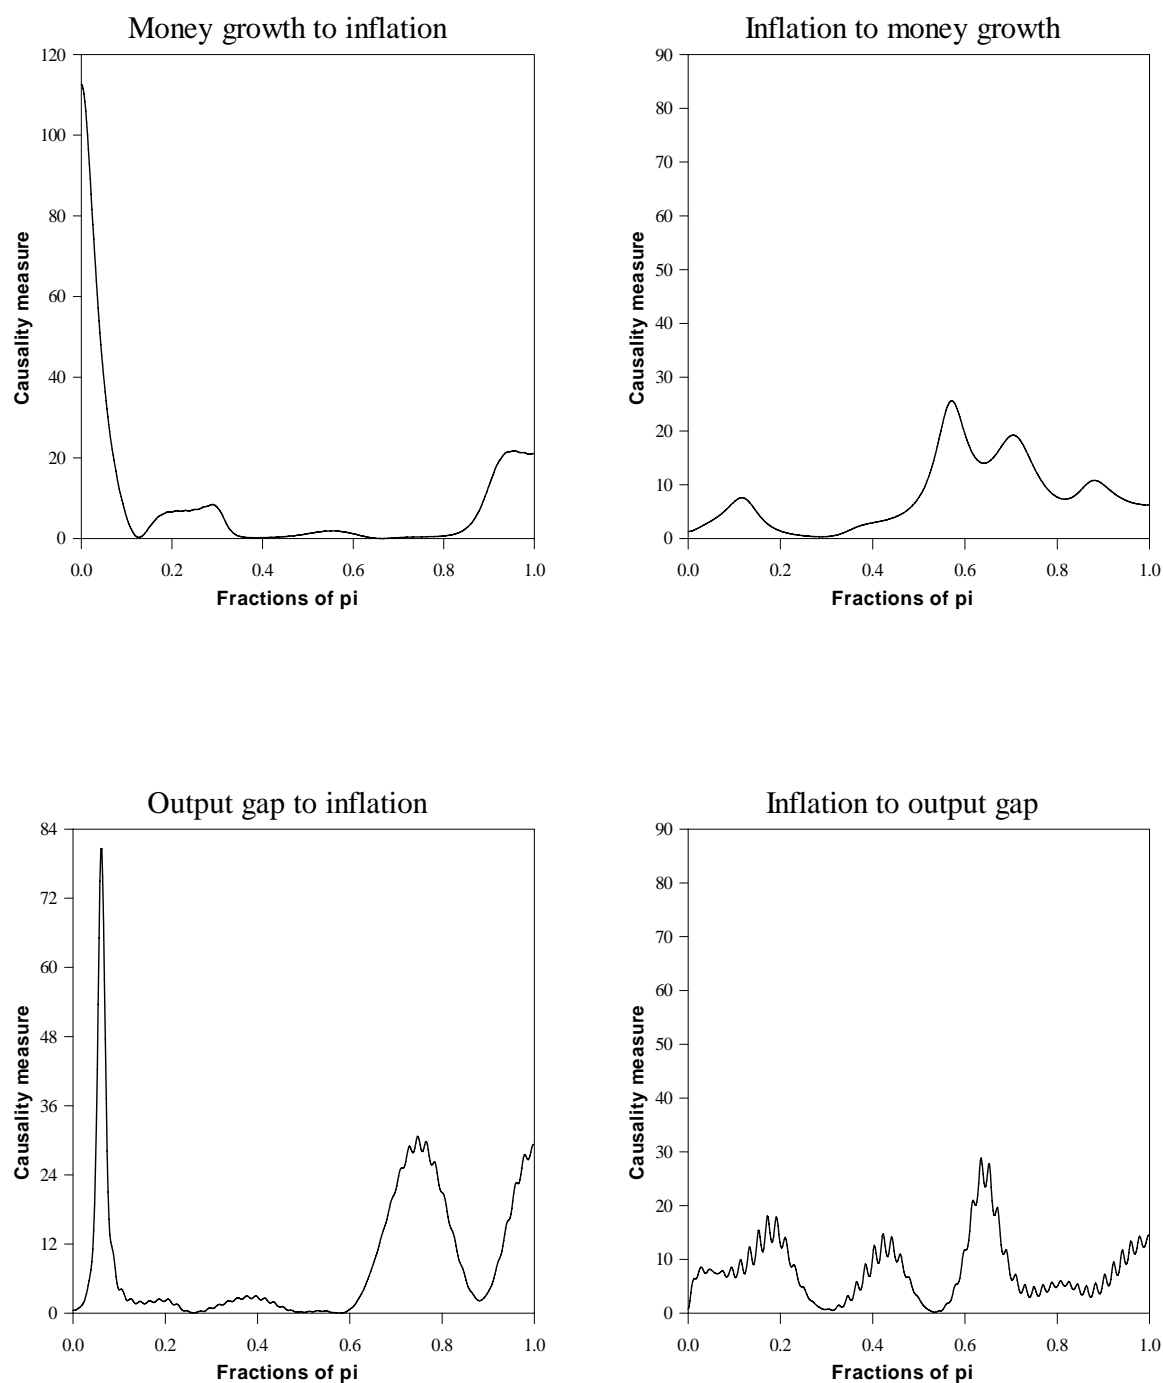 Money growth to inflation
120
100
80
60
40
20
0
Causality measure
0.0 0.2 0.4 0.6 0.8 1.0
Fractions of pi
Inflation to money growth
90
80
70
60
50
40
30
20
10
0
Causality measure
0.0 0.2 0.4 0.6 0.8 1.0
Fractions of pi
Output gap to inflation
84
72
60
48
36
24
12
0
Causality measure
0.0 0.2 0.4 0.6 0.8 1.0
Fractions of pi
Inflation to output gap
90
80
70
60
50
40
30
20
10
0
Causality measure
0.0 0.2 0.4 0.6 0.8 1.0
Fractions of pi